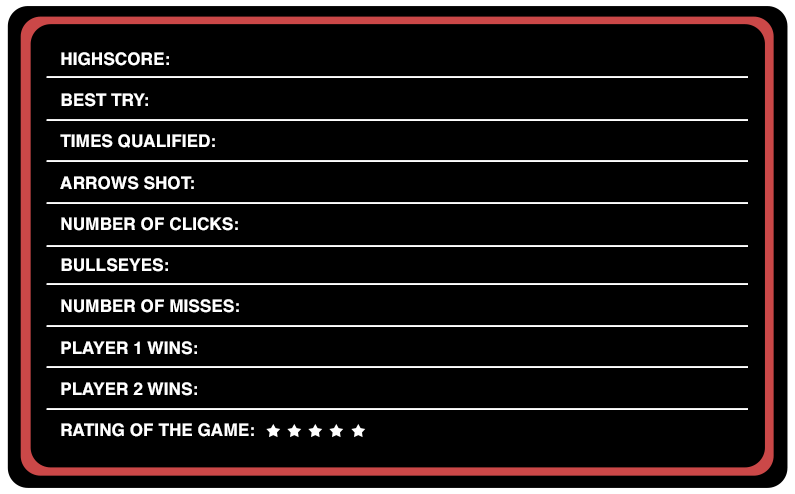 HIGHSCORE:
BEST TRY:
TIMES QUALIFIED:
ARROWS SHOT:
NUMBER OF CLICKS:
BULLSEYES:
NUMBER OF MISSES:
PLAYER 1 WINS:
PLAYER 2 WINS:
RATING OF THE GAME: ★ ★ ★ ★ ★